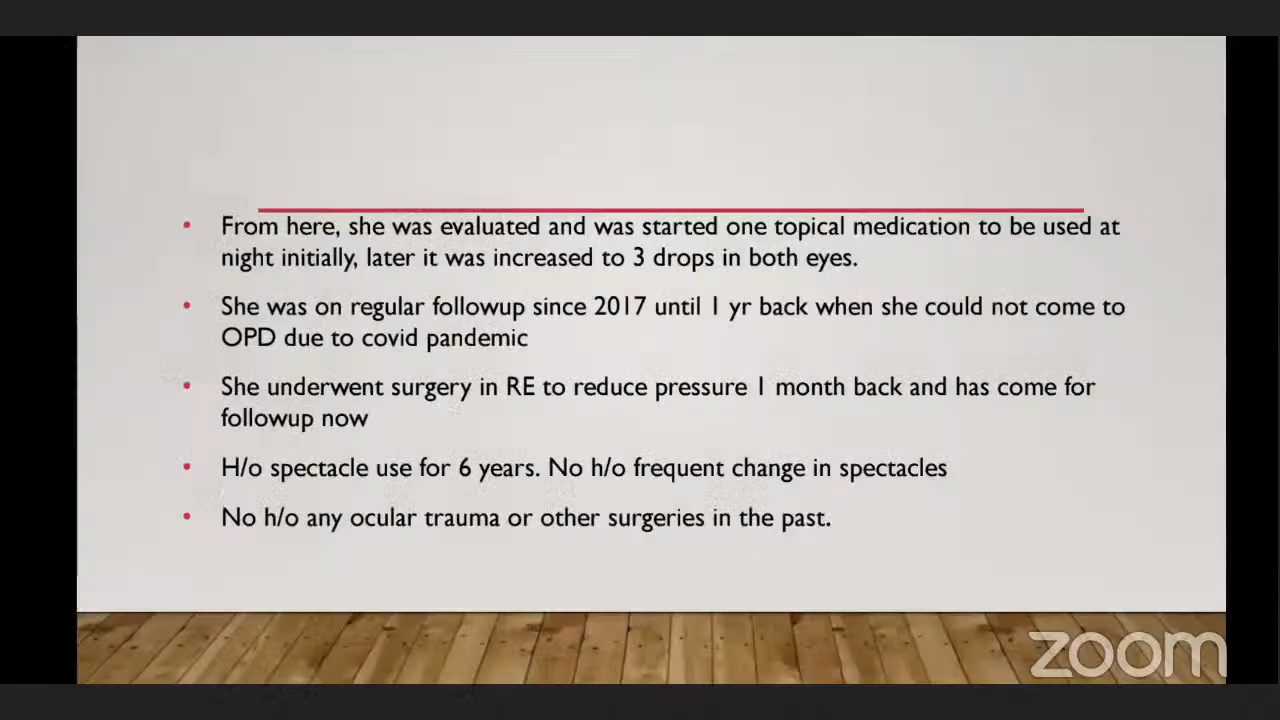 • From here, she was evaluated and was started one topical medication to be used at
night initially, later it was increased to 3 drops in both eyes.
• She was on regular followup since 2017 until 1 yr back when she could not come to
OPD due to covid pandemic
• She underwent surgery in RE to reduce pressure 1 month back and has come for
followup now
• H/o spectacle use for 6 years. No h/o frequent change in spectacles
• No h/o any ocular trauma or other surgeries in the past.
zoom